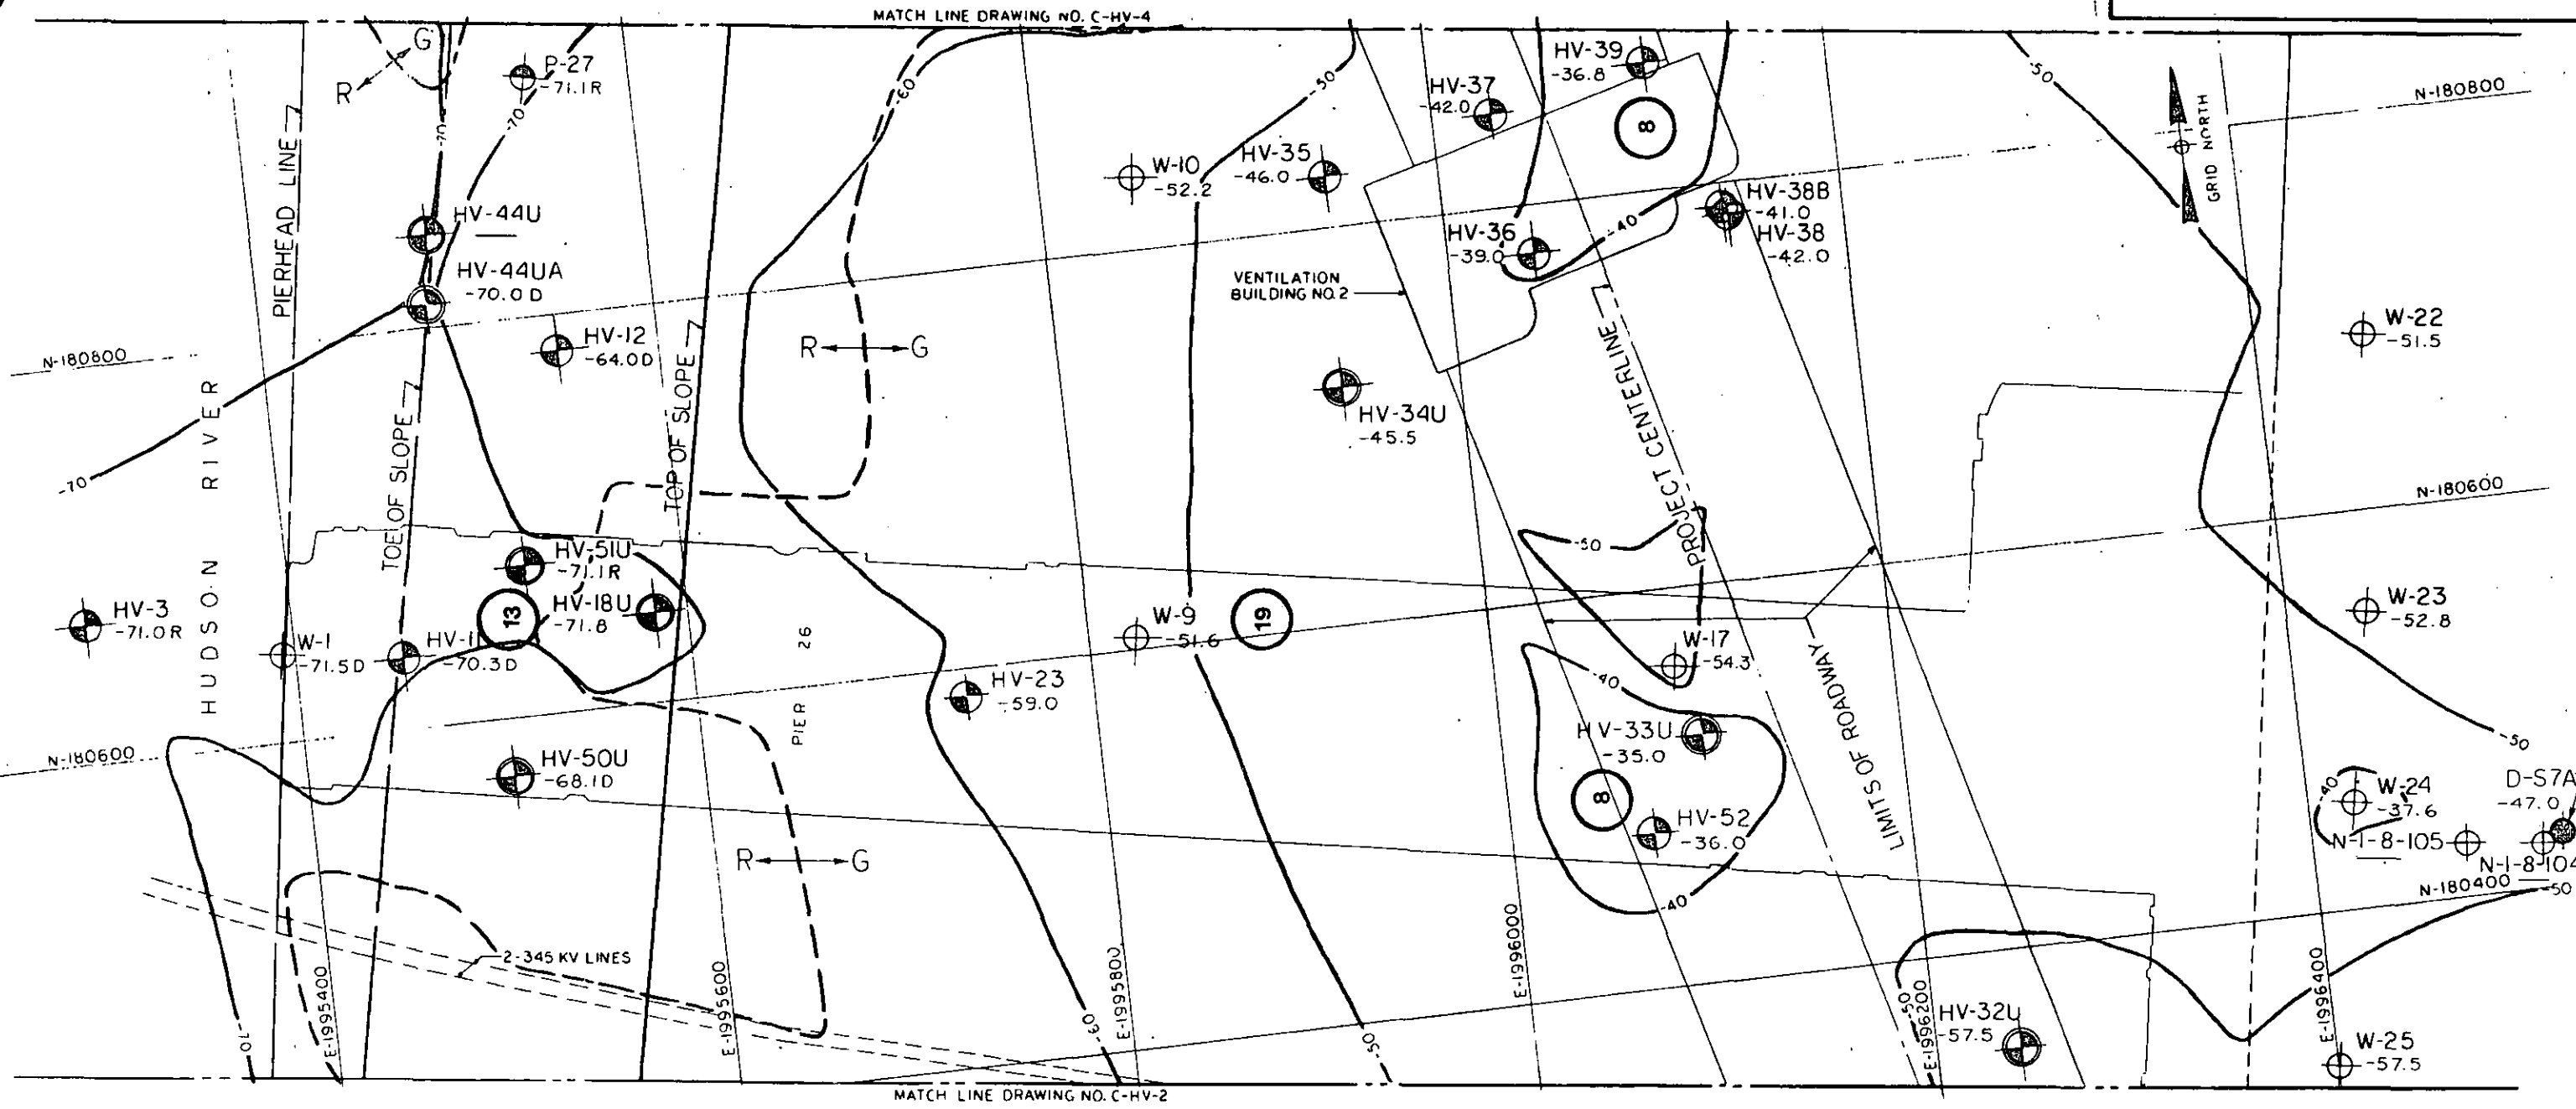 MATCH LINE DRAWING NO. C-HV-4
G
R
P-27
-71.1R
-70
-70
-60
-50
HV-39
-36.8
HV-37
-42.0
8
-50
N-180800
GRID NORTH
PIERHEAD LINE
HV-44U
HV-44UA
-70.0 D
W-10
-52.2
HV-35
-46.0
HV-36
-39.0
-40
HV-38B
-41.0
HV-38
-42.0
VENTILATION
BUILDING NO.2
N-180800
HV-12
-64.0D
R
G
W-22
-51.5
HV-34U
-45.5
PROJECT CENTERLINE
HUDSON RIVER
-70
TOE OF SLOPE
TOP OF SLOPE
N-180600
HV-51U
-71.1R
-50
HV-3
-71.0R
13
HV-18U
-71.8
W-1
-71.5D
HV-11
-70.3D
PIER 26
W-9
-51.6
19
W-17
-54.3
W-23
-52.8
HV-23
-59.0
-40
LIMITS OF ROADWAY
HV-33U
-35.0
-50
N-180600
HV-50U
-68.1D
8
HV-52
-36.0
-40
W-24
-37.6
D-S7A
-47.0
N-1-8-105
N-1-8-104
R
G
-40
N-180400
-50
2-345 KV LINES
E-1995400
E-1995600
E-1995800
E-1996000
E-1996200
E-1996400
-70
-60
-50
-50
HV-32U
-57.5
W-25
-57.5
MATCH LINE DRAWING NO. C-HV-2